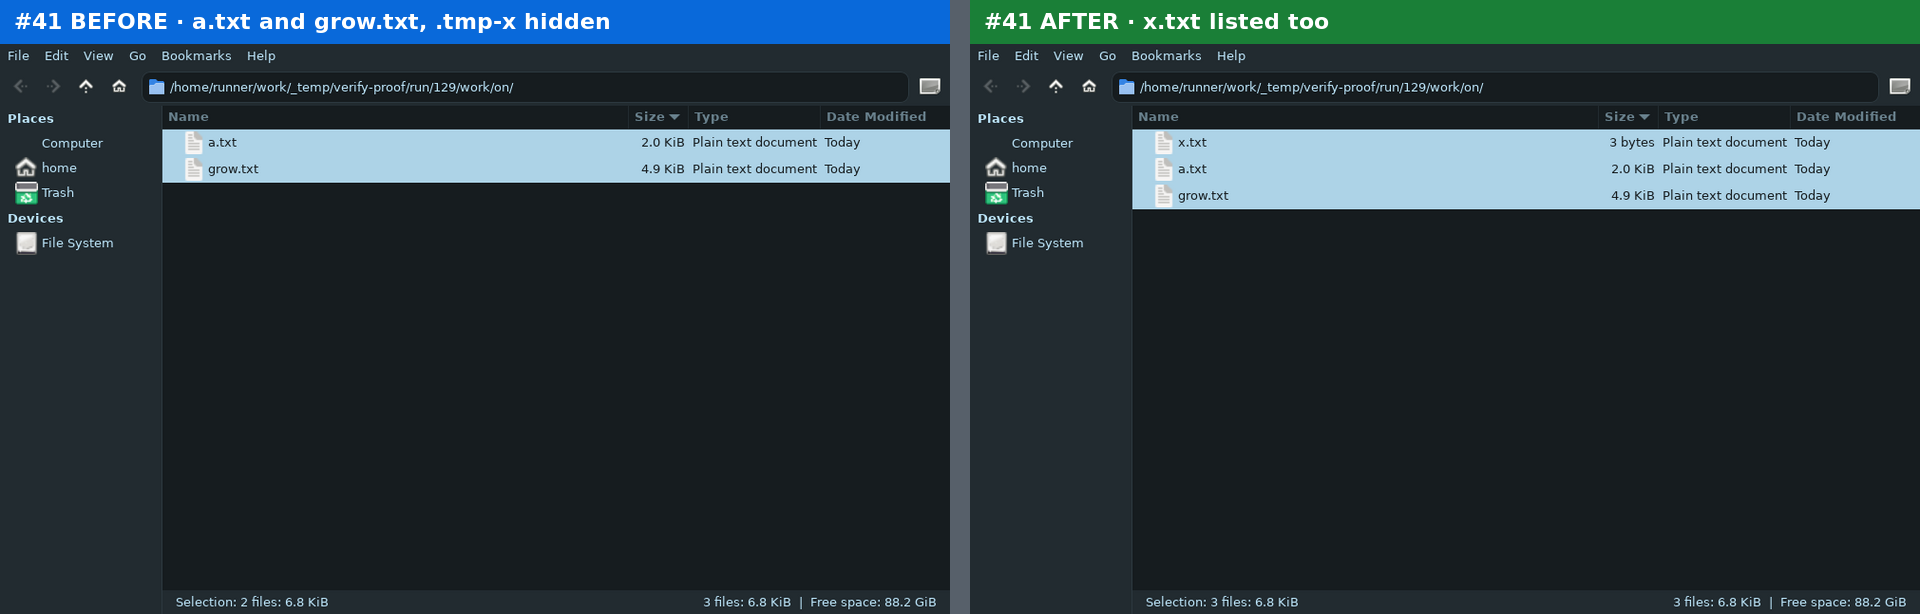 #41 BEFORE · a.txt and grow.txt, .tmp-x hidden
File Edit View Go Bookmarks Help
/home/runner/work/_temp/verify-proof/run/129/work/on/
Places
Computer
home
Trash
Devices
File System
Name Size Type Date Modified
a.txt 2.0 KiB Plain text document Today
grow.txt 4.9 KiB Plain text document Today
Selection: 2 files: 6.8 KiB
3 files: 6.8 KiB | Free space: 88.2 GiB
#41 AFTER · x.txt listed too
File Edit View Go Bookmarks Help
/home/runner/work/_temp/verify-proof/run/129/work/on/
Places
Computer
home
Trash
Devices
File System
Name Size Type Date Modified
x.txt 3 bytes Plain text document Today
a.txt 2.0 KiB Plain text document Today
grow.txt 4.9 KiB Plain text document Today
Selection: 3 files: 6.8 KiB
3 files: 6.8 KiB | Free space: 88.2 GiB